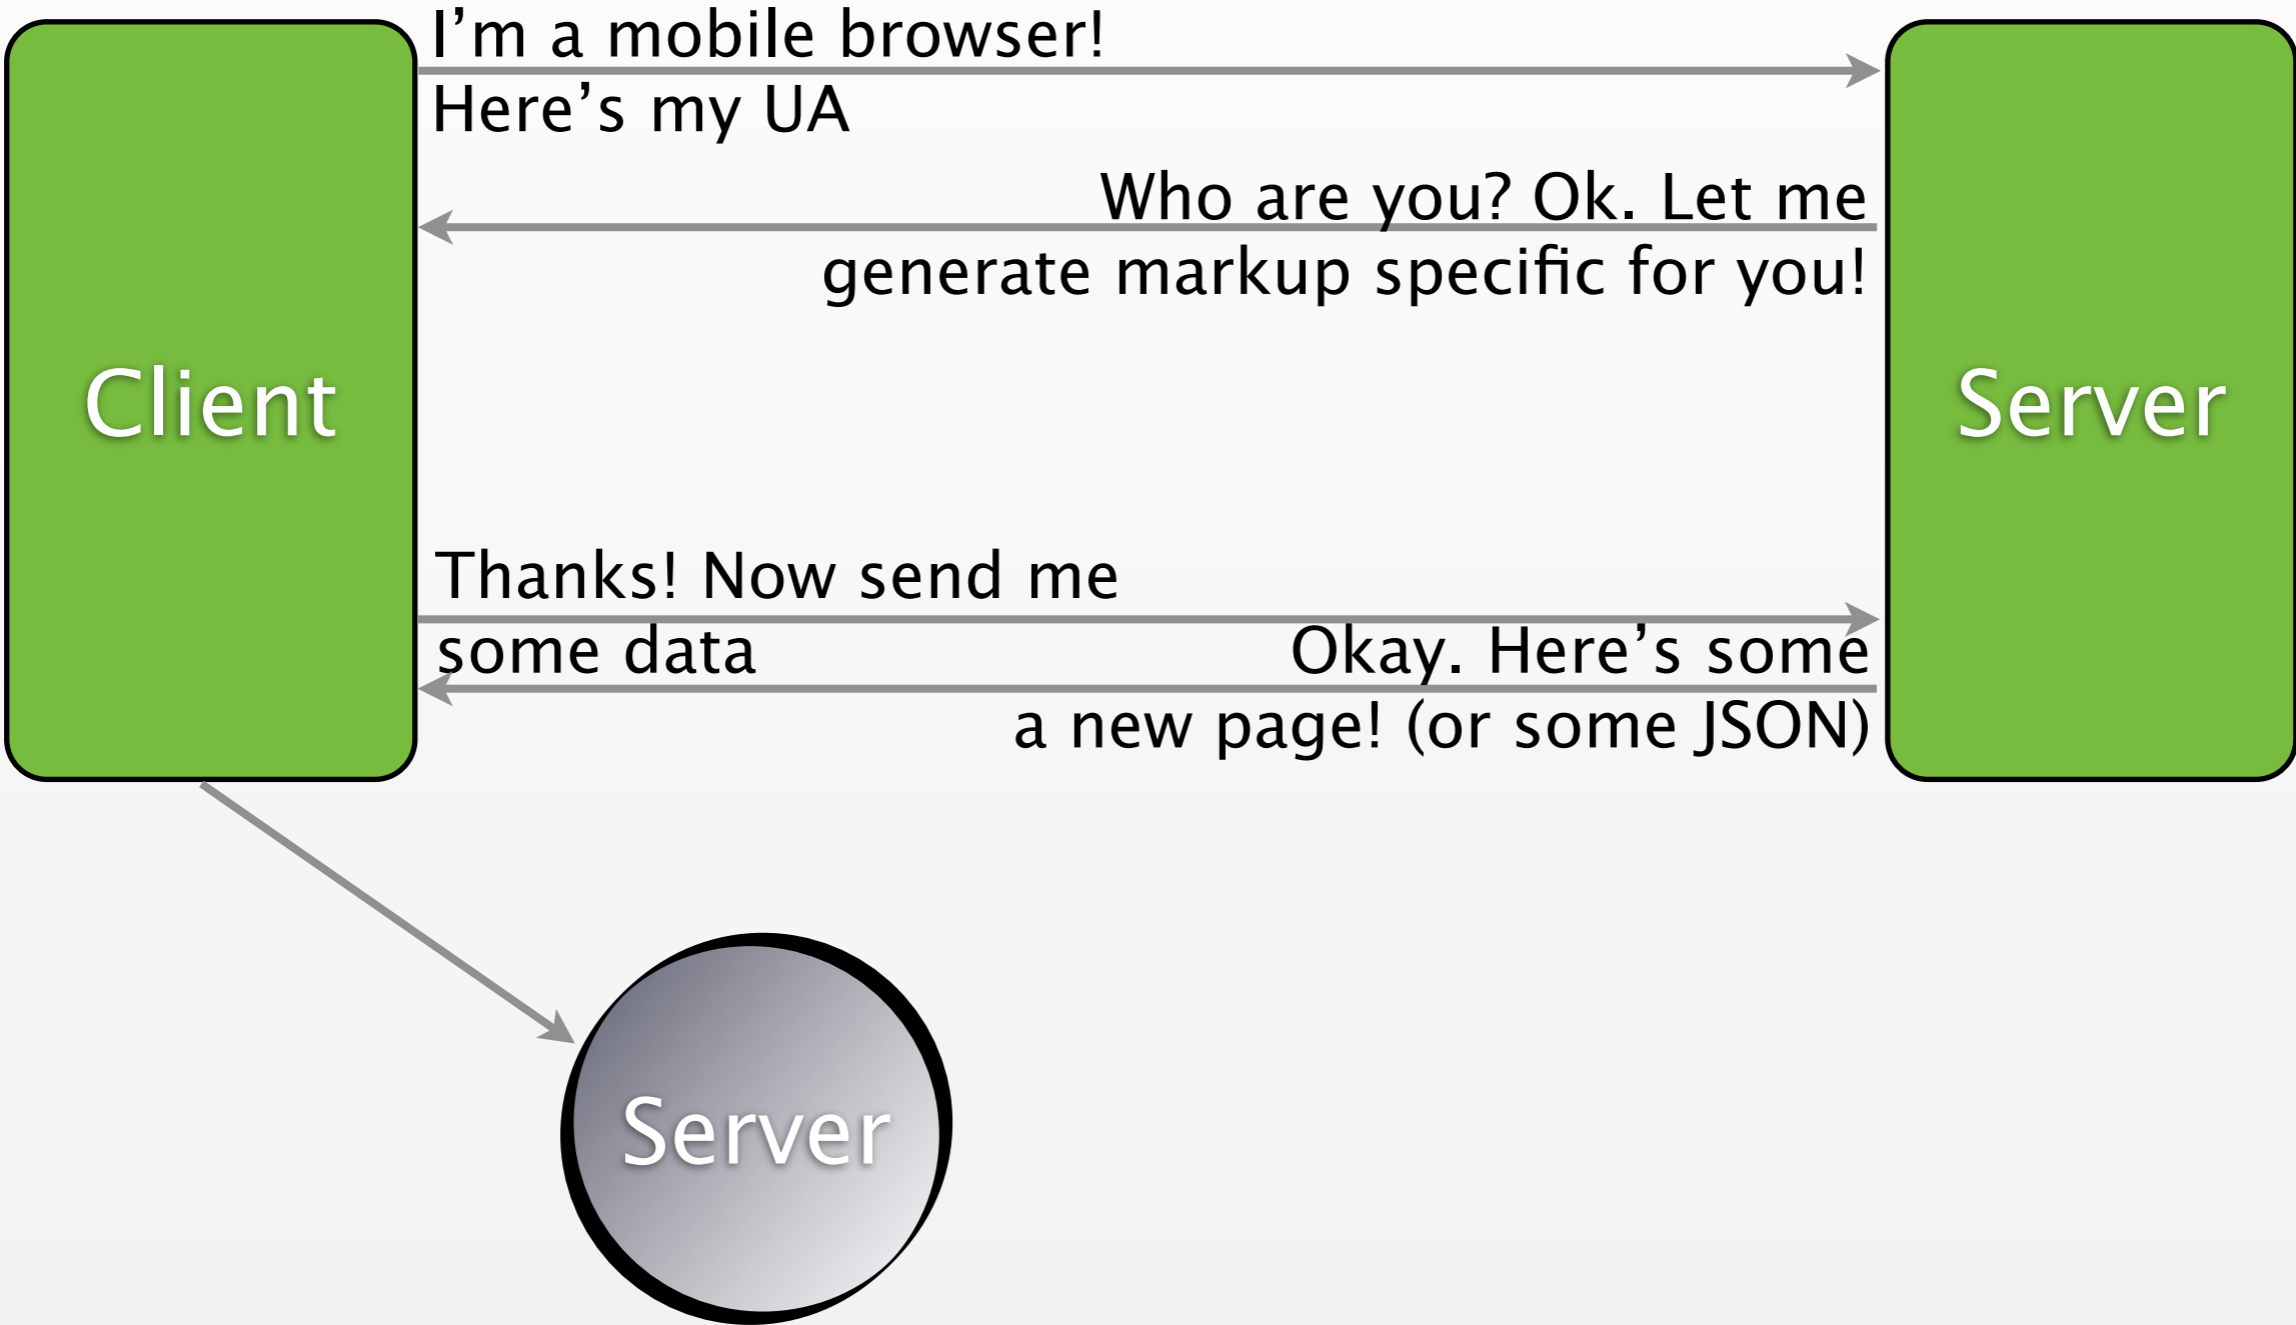 I’m a mobile browser!
Here’s my UA
Who are you? Ok. Let me
generate markup specific for you!
Client
Server
Thanks! Now send me
some data
Okay. Here’s some
a new page! (or some JSON)
Server